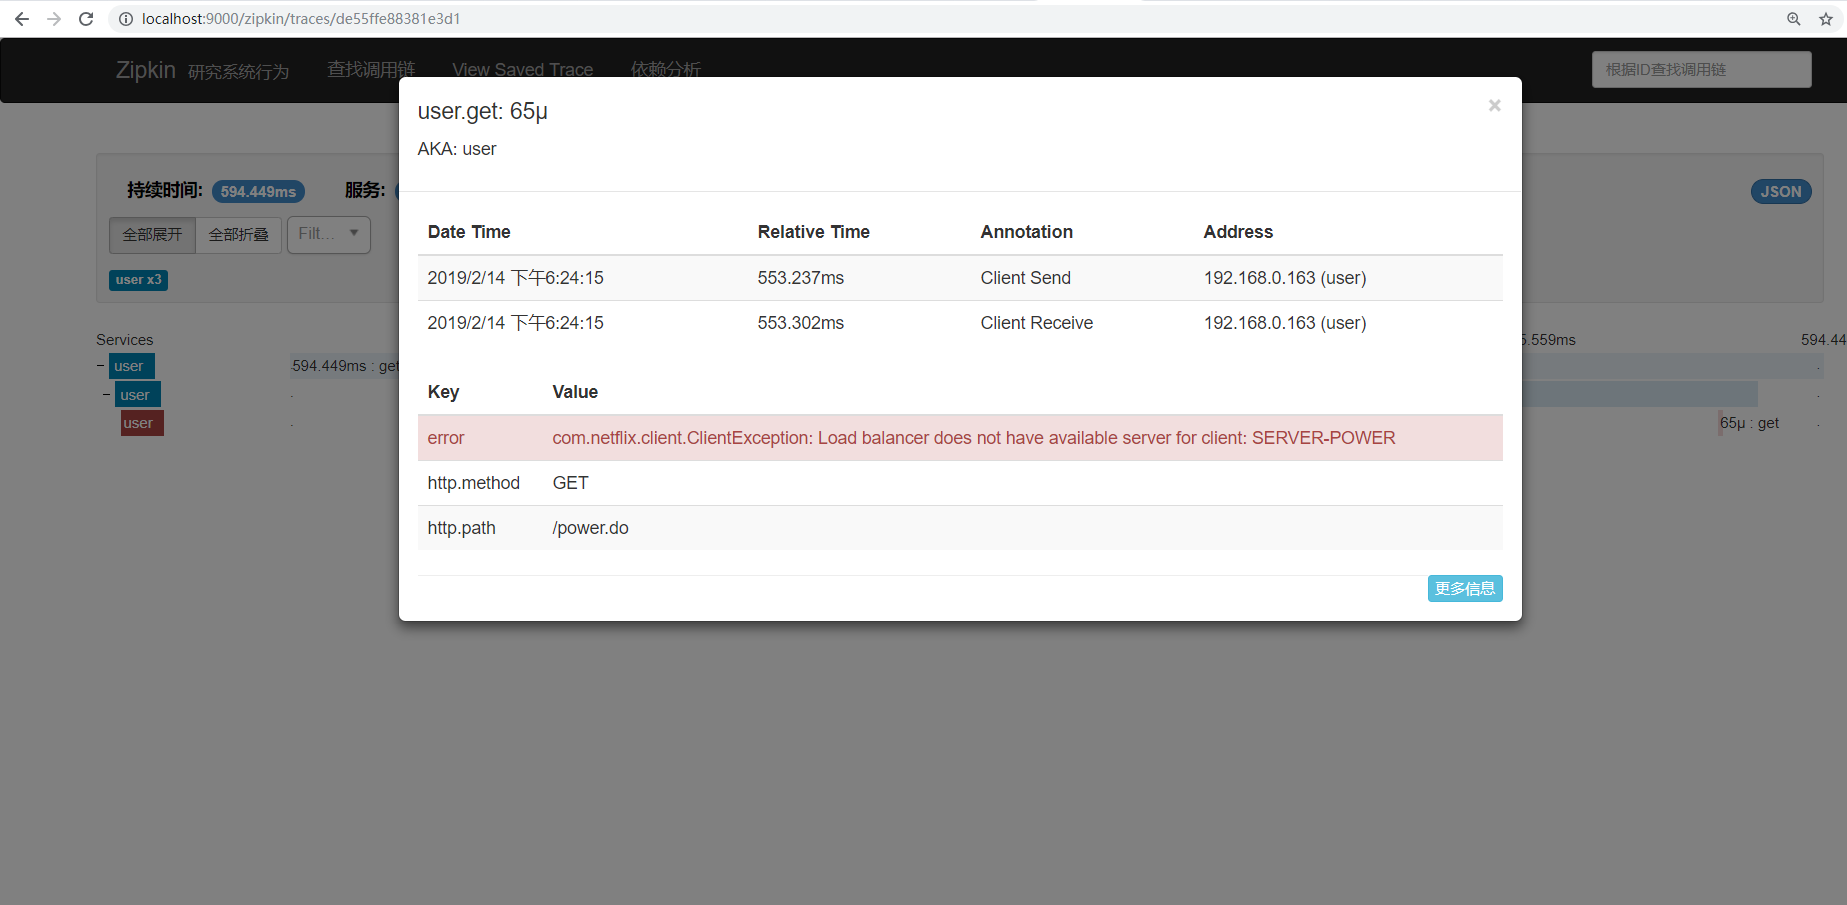 localhost:9000/zipkin/traces/de55ffe88381e3d1
Zipkin 研究系统行为 查找调用链 View Saved Trace 依赖分析 根据ID查找调用链
user.get: 65μ ×
AKA: user
持续时间: 594.449ms 服务: JSON
全部展开 全部折叠 Filt...
user x3
Date Time Relative Time Annotation Address
2019/2/14 下午6:24:15 553.237ms Client Send 192.168.0.163 (user)
2019/2/14 下午6:24:15 553.302ms Client Receive 192.168.0.163 (user)
Services 5.559ms 594.44
− user 594.449ms : get
− user
user 65μ : get
Key Value
error com.netflix.client.ClientException: Load balancer does not have available server for client: SERVER-POWER
http.method GET
http.path /power.do
更多信息